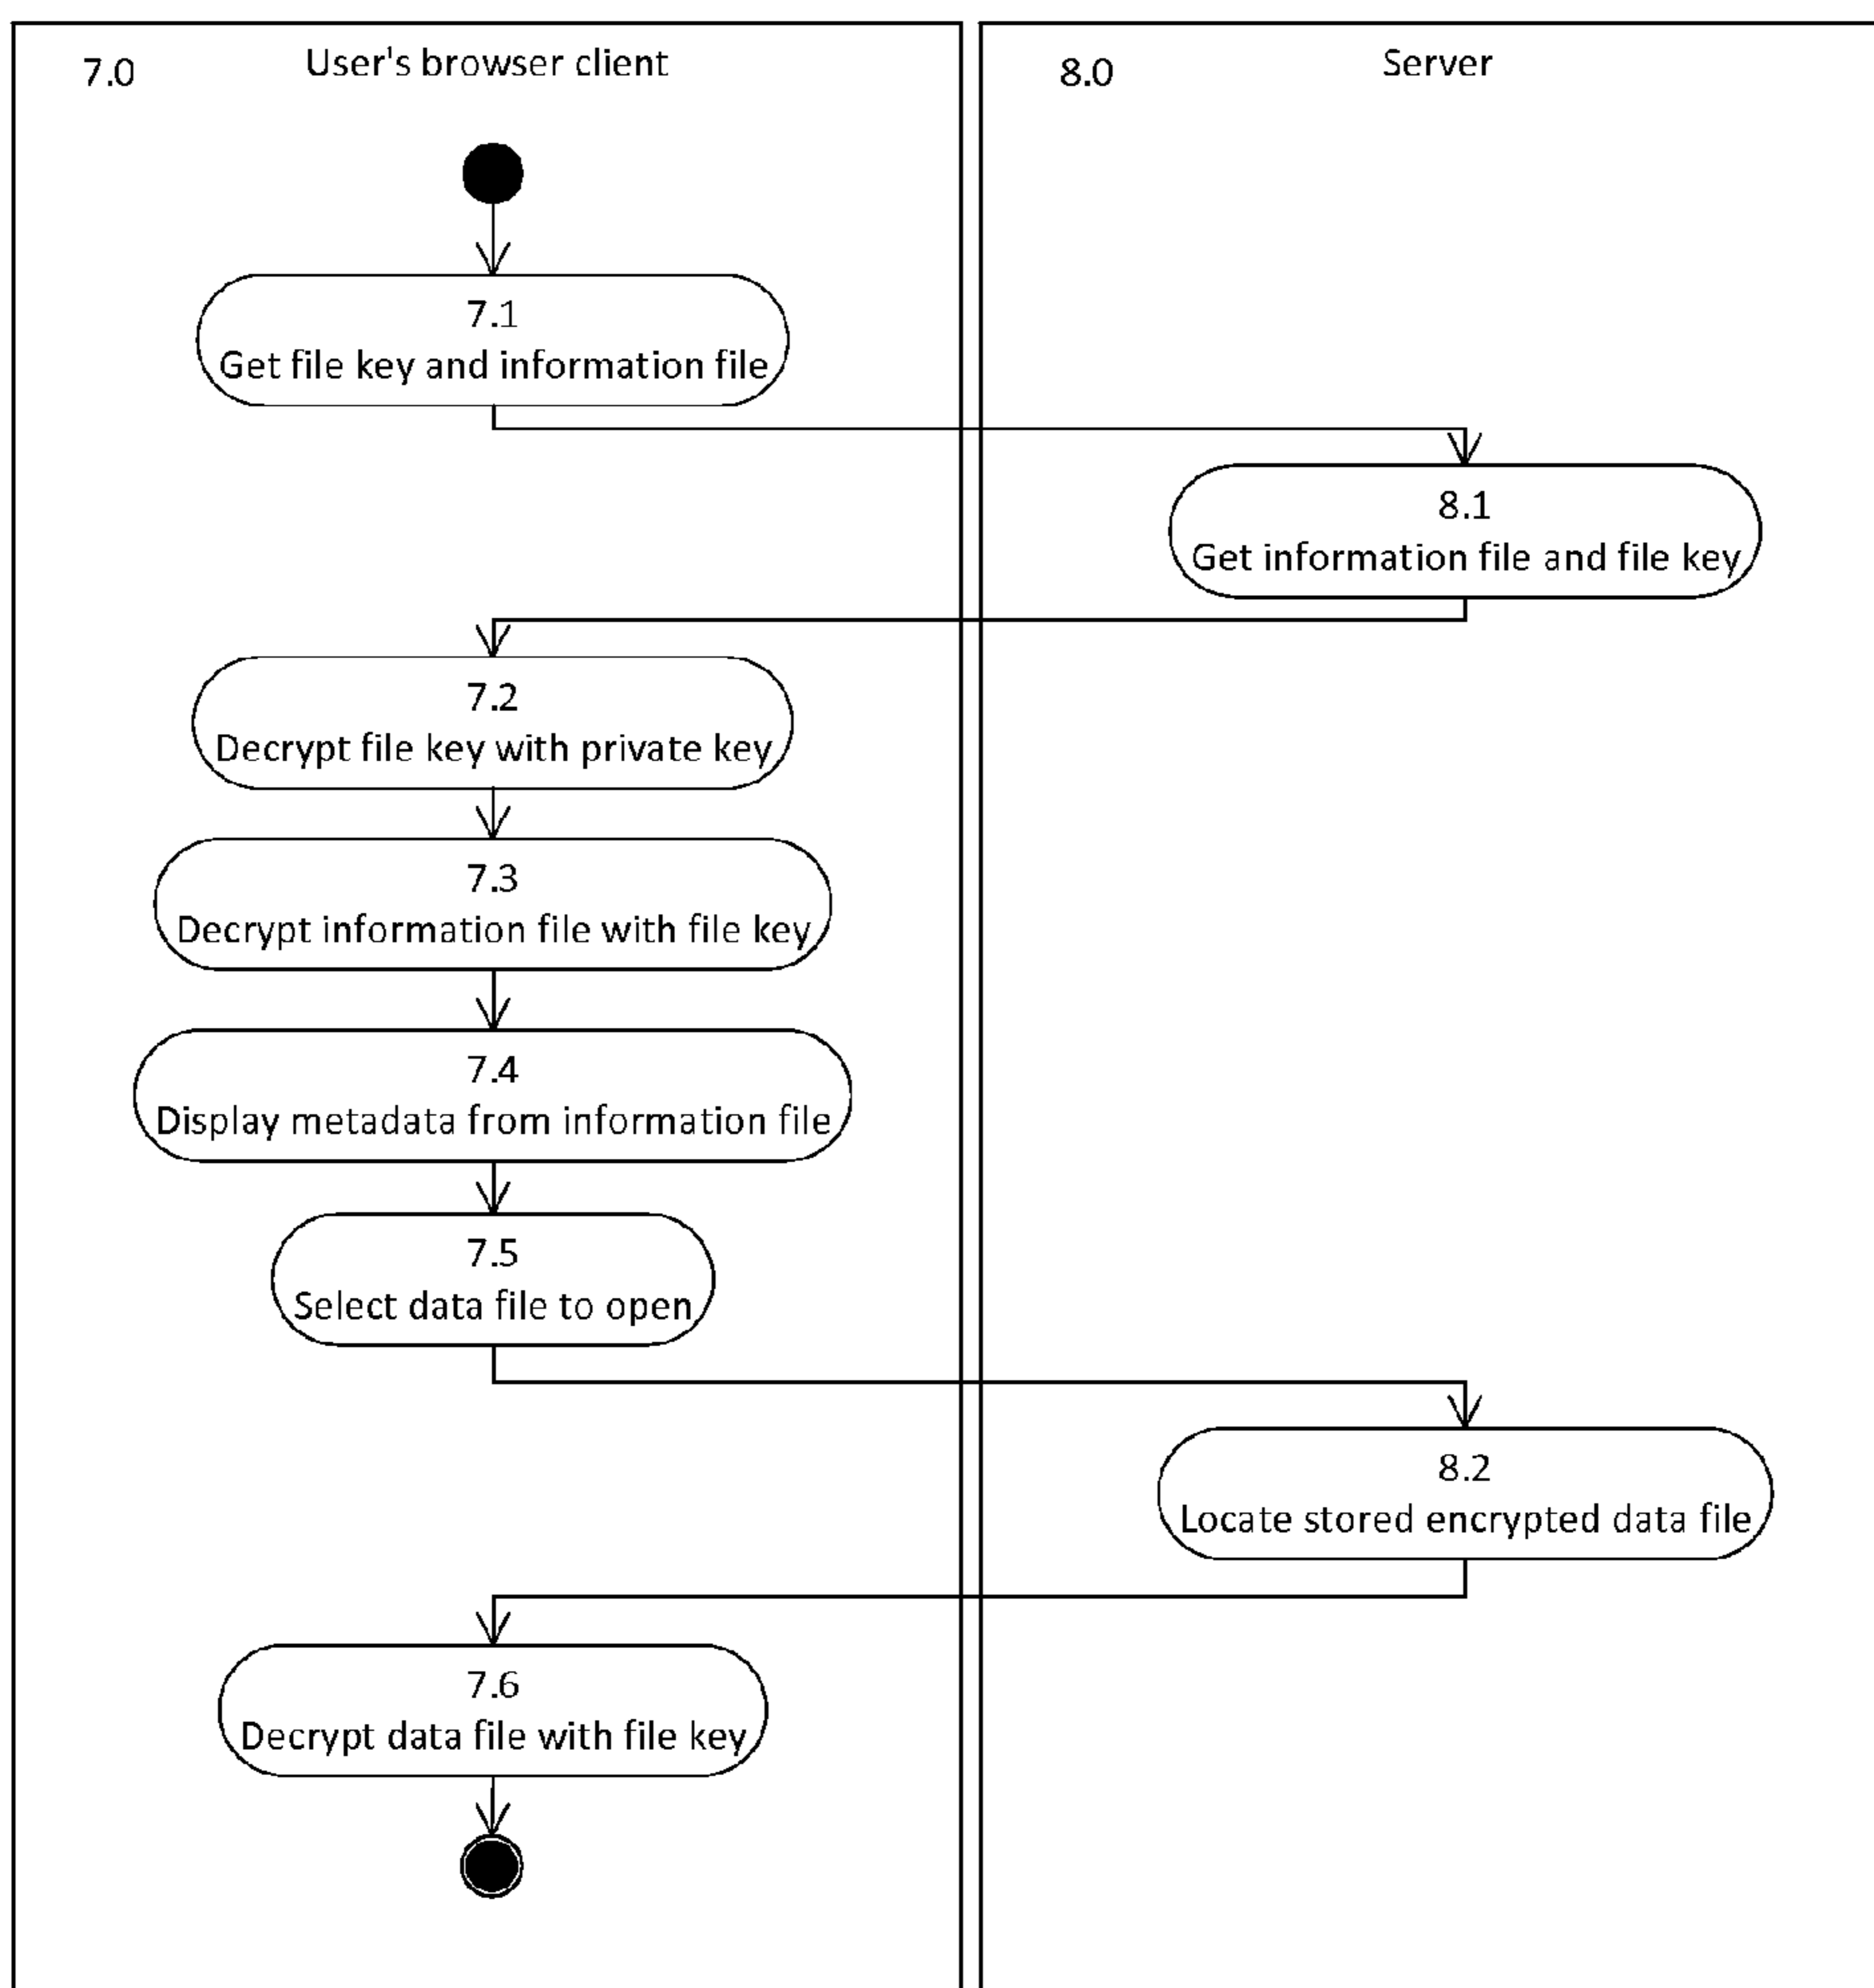 7.0
User's browser client
8.0
Server
7.1
Get file key and information file
8.1
Get information file and file key
7.2
Decrypt file key with private key
7.3
Decrypt information file with file key
7.4
Display metadata from information file
7.5
Select data file to open
8.2
Locate stored encrypted data file
7.6
Decrypt data file with file key